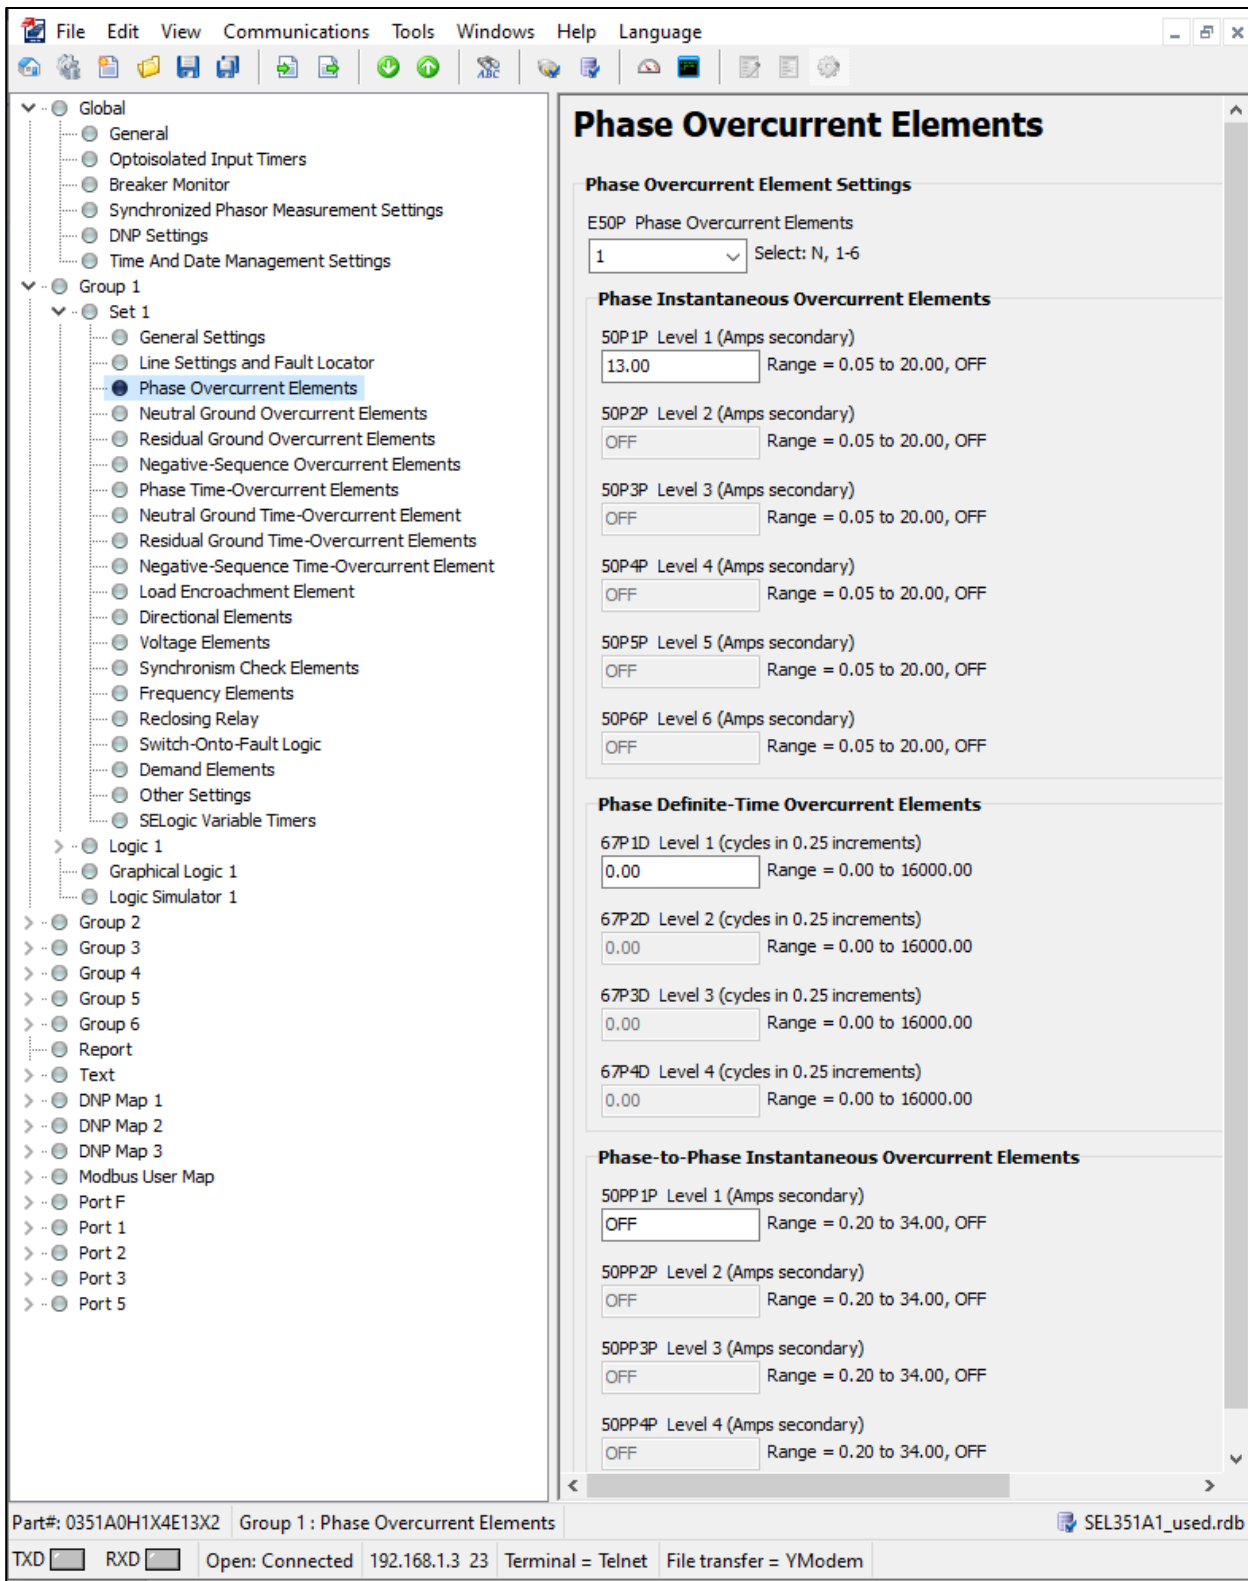 File Edit View Communications Tools Windows Help Language
ABC
Global
General
Optoisolated Input Timers
Breaker Monitor
Synchronized Phasor Measurement Settings
DNP Settings
Time And Date Management Settings
Group 1
Set 1
General Settings
Line Settings and Fault Locator
Phase Overcurrent Elements
Neutral Ground Overcurrent Elements
Residual Ground Overcurrent Elements
Negative-Sequence Overcurrent Elements
Phase Time-Overcurrent Elements
Neutral Ground Time-Overcurrent Element
Residual Ground Time-Overcurrent Elements
Negative-Sequence Time-Overcurrent Element
Load Encroachment Element
Directional Elements
Voltage Elements
Synchronism Check Elements
Frequency Elements
Reclosing Relay
Switch-Onto-Fault Logic
Demand Elements
Other Settings
SELogic Variable Timers
Logic 1
Graphical Logic 1
Logic Simulator 1
Group 2
Group 3
Group 4
Group 5
Group 6
Report
Text
DNP Map 1
DNP Map 2
DNP Map 3
Modbus User Map
Port F
Port 1
Port 2
Port 3
Port 5
Phase Overcurrent Elements
Phase Overcurrent Element Settings
E50P Phase Overcurrent Elements
1 Select: N, 1-6
Phase Instantaneous Overcurrent Elements
50P1P Level 1 (Amps secondary)
13.00 Range = 0.05 to 20.00, OFF
50P2P Level 2 (Amps secondary)
OFF Range = 0.05 to 20.00, OFF
50P3P Level 3 (Amps secondary)
OFF Range = 0.05 to 20.00, OFF
50P4P Level 4 (Amps secondary)
OFF Range = 0.05 to 20.00, OFF
50P5P Level 5 (Amps secondary)
OFF Range = 0.05 to 20.00, OFF
50P6P Level 6 (Amps secondary)
OFF Range = 0.05 to 20.00, OFF
Phase Definite-Time Overcurrent Elements
67P1D Level 1 (cycles in 0.25 increments)
0.00 Range = 0.00 to 16000.00
67P2D Level 2 (cycles in 0.25 increments)
0.00 Range = 0.00 to 16000.00
67P3D Level 3 (cycles in 0.25 increments)
0.00 Range = 0.00 to 16000.00
67P4D Level 4 (cycles in 0.25 increments)
0.00 Range = 0.00 to 16000.00
Phase-to-Phase Instantaneous Overcurrent Elements
50PP1P Level 1 (Amps secondary)
OFF Range = 0.20 to 34.00, OFF
50PP2P Level 2 (Amps secondary)
OFF Range = 0.20 to 34.00, OFF
50PP3P Level 3 (Amps secondary)
OFF Range = 0.20 to 34.00, OFF
50PP4P Level 4 (Amps secondary)
OFF Range = 0.20 to 34.00, OFF
Part#: 0351A0H1X4E13X2 Group 1 : Phase Overcurrent Elements SEL351A1_used.rdb
TXD RXD Open: Connected 192.168.1.3 23 Terminal = Telnet File transfer = YModem